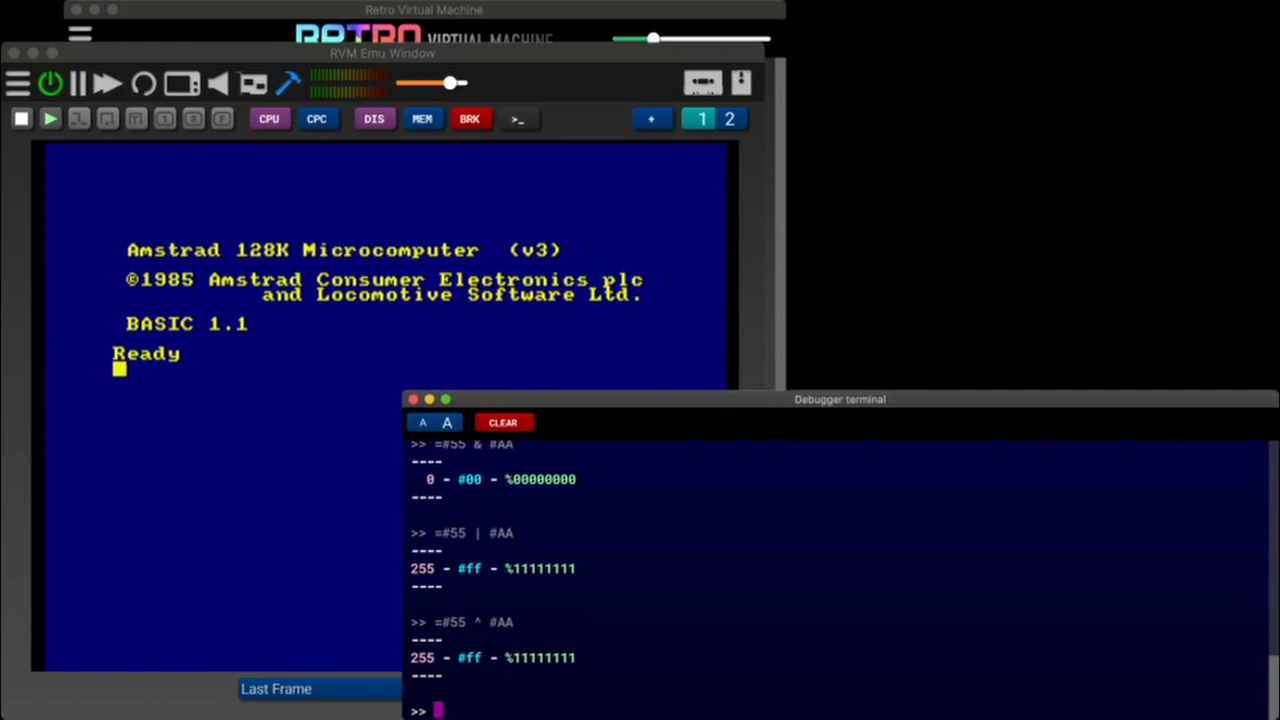 Retro Virtual Machine
RETRO VIRTUAL MACHINE
RVM Emu Window
CPU CPC DIS MEM BRK >_ + 1 2
Amstrad 128K Microcomputer (v3)
©1985 Amstrad Consumer Electronics plc
and Locomotive Software Ltd.
BASIC 1.1
Ready
Debugger terminal
A A CLEAR
>> =#55 & #AA
----
0 - #00 - %00000000
----
>> =#55 | #AA
----
255 - #ff - %11111111
----
>> =#55 ^ #AA
----
255 - #ff - %11111111
----
>>
Last Frame